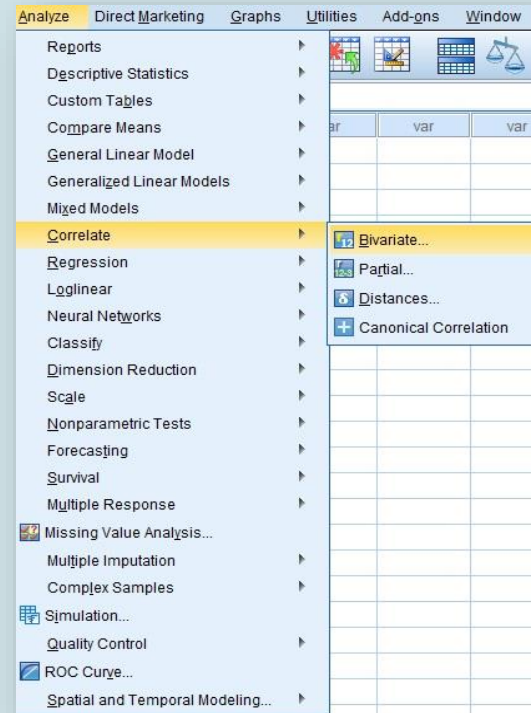 Analyze Direct Marketing Graphs Utilities Add-ons Window
Reports
Descriptive Statistics
Custom Tables
Compare Means
ar var var
General Linear Model
Generalized Linear Models
Mixed Models
Correlate
Bivariate...
Regression
Partial...
Loglinear
Distances...
Neural Networks
Canonical Correlation
Classify
Dimension Reduction
Scale
Nonparametric Tests
Forecasting
Survival
Multiple Response
Missing Value Analysis...
Multiple Imputation
Complex Samples
Simulation...
Quality Control
ROC Curve...
Spatial and Temporal Modeling...